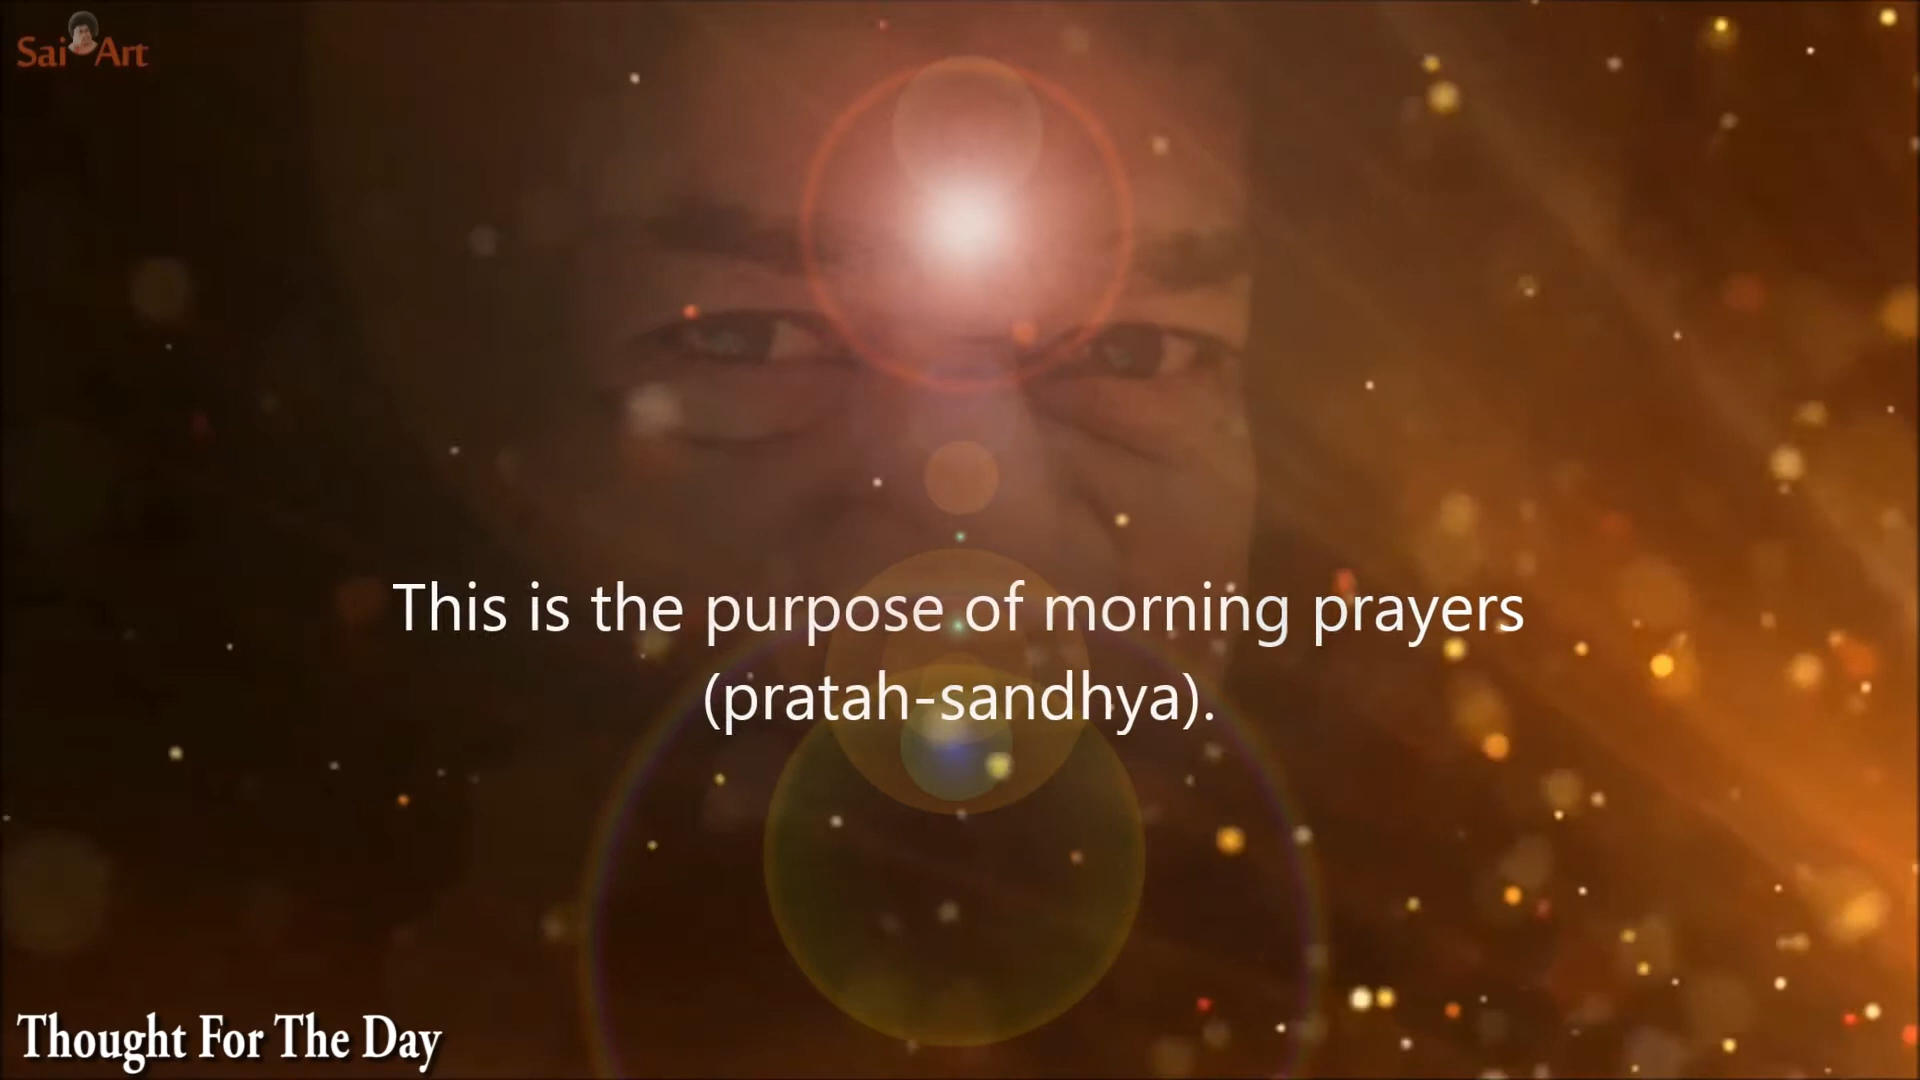 Sai Art
This is the purpose of morning prayers
(pratah-sandhya).
Thought For The Day